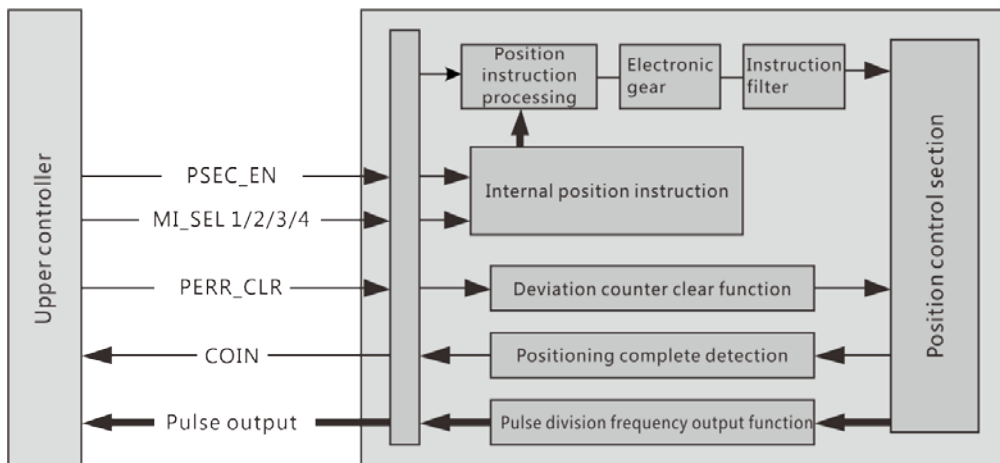 Upper controller
PSEC_EN
MI_SEL 1/2/3/4
PERR_CLR
COIN
Pulse output
Position
instruction
processing
Electronic
gear
Instruction
filter
Internal position instruction
Deviation counter clear function
Positioning complete detection
Pulse division frequency output function
Position control section